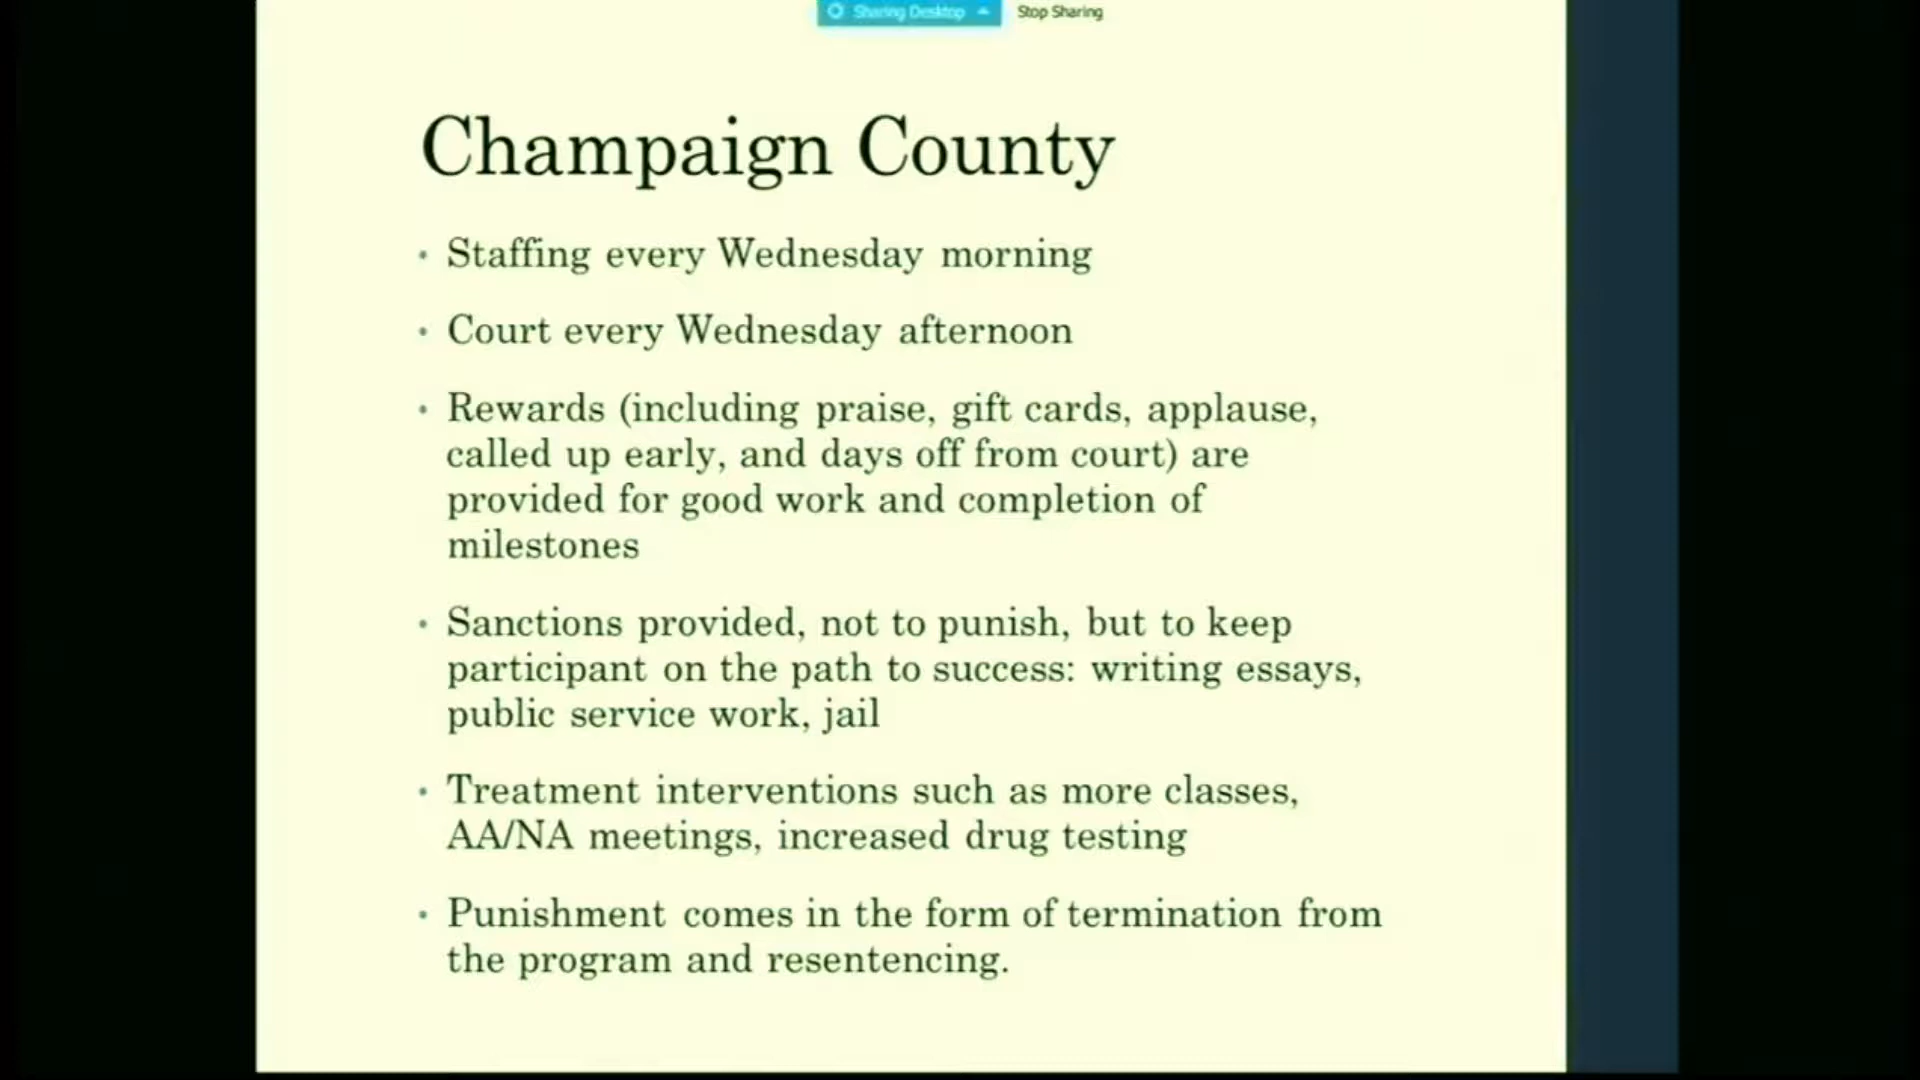 Sharing Desktop Stop Sharing
Champaign County
• Staffing every Wednesday morning
• Court every Wednesday afternoon
• Rewards (including praise, gift cards, applause,
called up early, and days off from court) are
provided for good work and completion of
milestones
• Sanctions provided, not to punish, but to keep
participant on the path to success: writing essays,
public service work, jail
• Treatment interventions such as more classes,
AA/NA meetings, increased drug testing
• Punishment comes in the form of termination from
the program and resentencing.